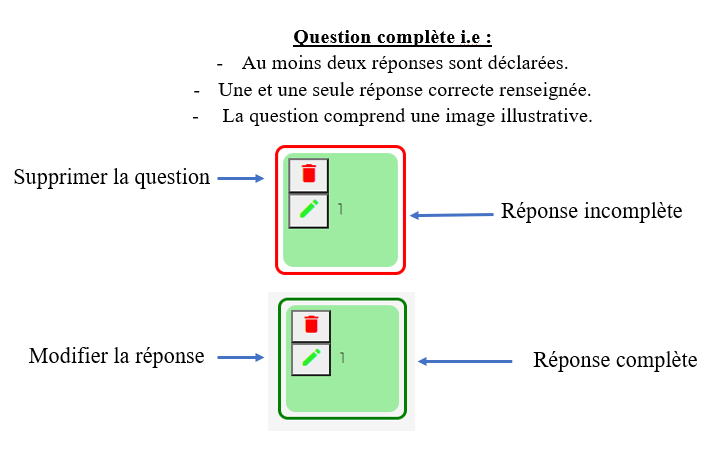 Question complète i.e :
- Au moins deux réponses sont déclarées.
- Une et une seule réponse correcte renseignée.
- La question comprend une image illustrative.
Supprimer la question
1
Réponse incomplète
Modifier la réponse
1
Réponse complète